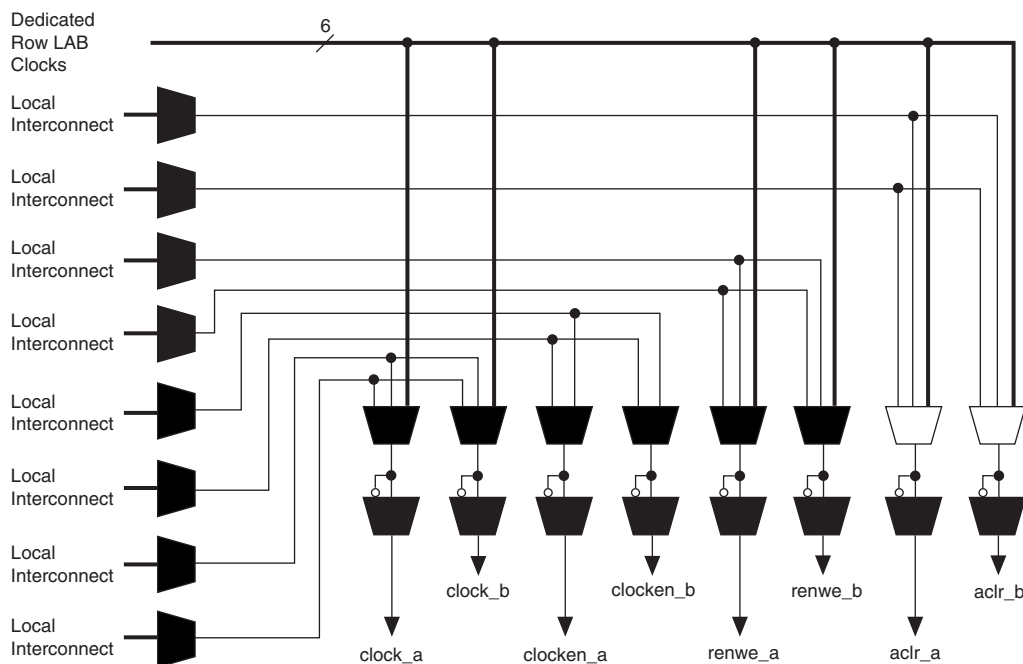 Dedicated
Row LAB
Clocks
6
Local
Interconnect
Local
Interconnect
Local
Interconnect
Local
Interconnect
Local
Interconnect
Local
Interconnect
Local
Interconnect
Local
Interconnect
clock_b
clocken_b
renwe_b
aclr_b
clock_a
clocken_a
renwe_a
aclr_a